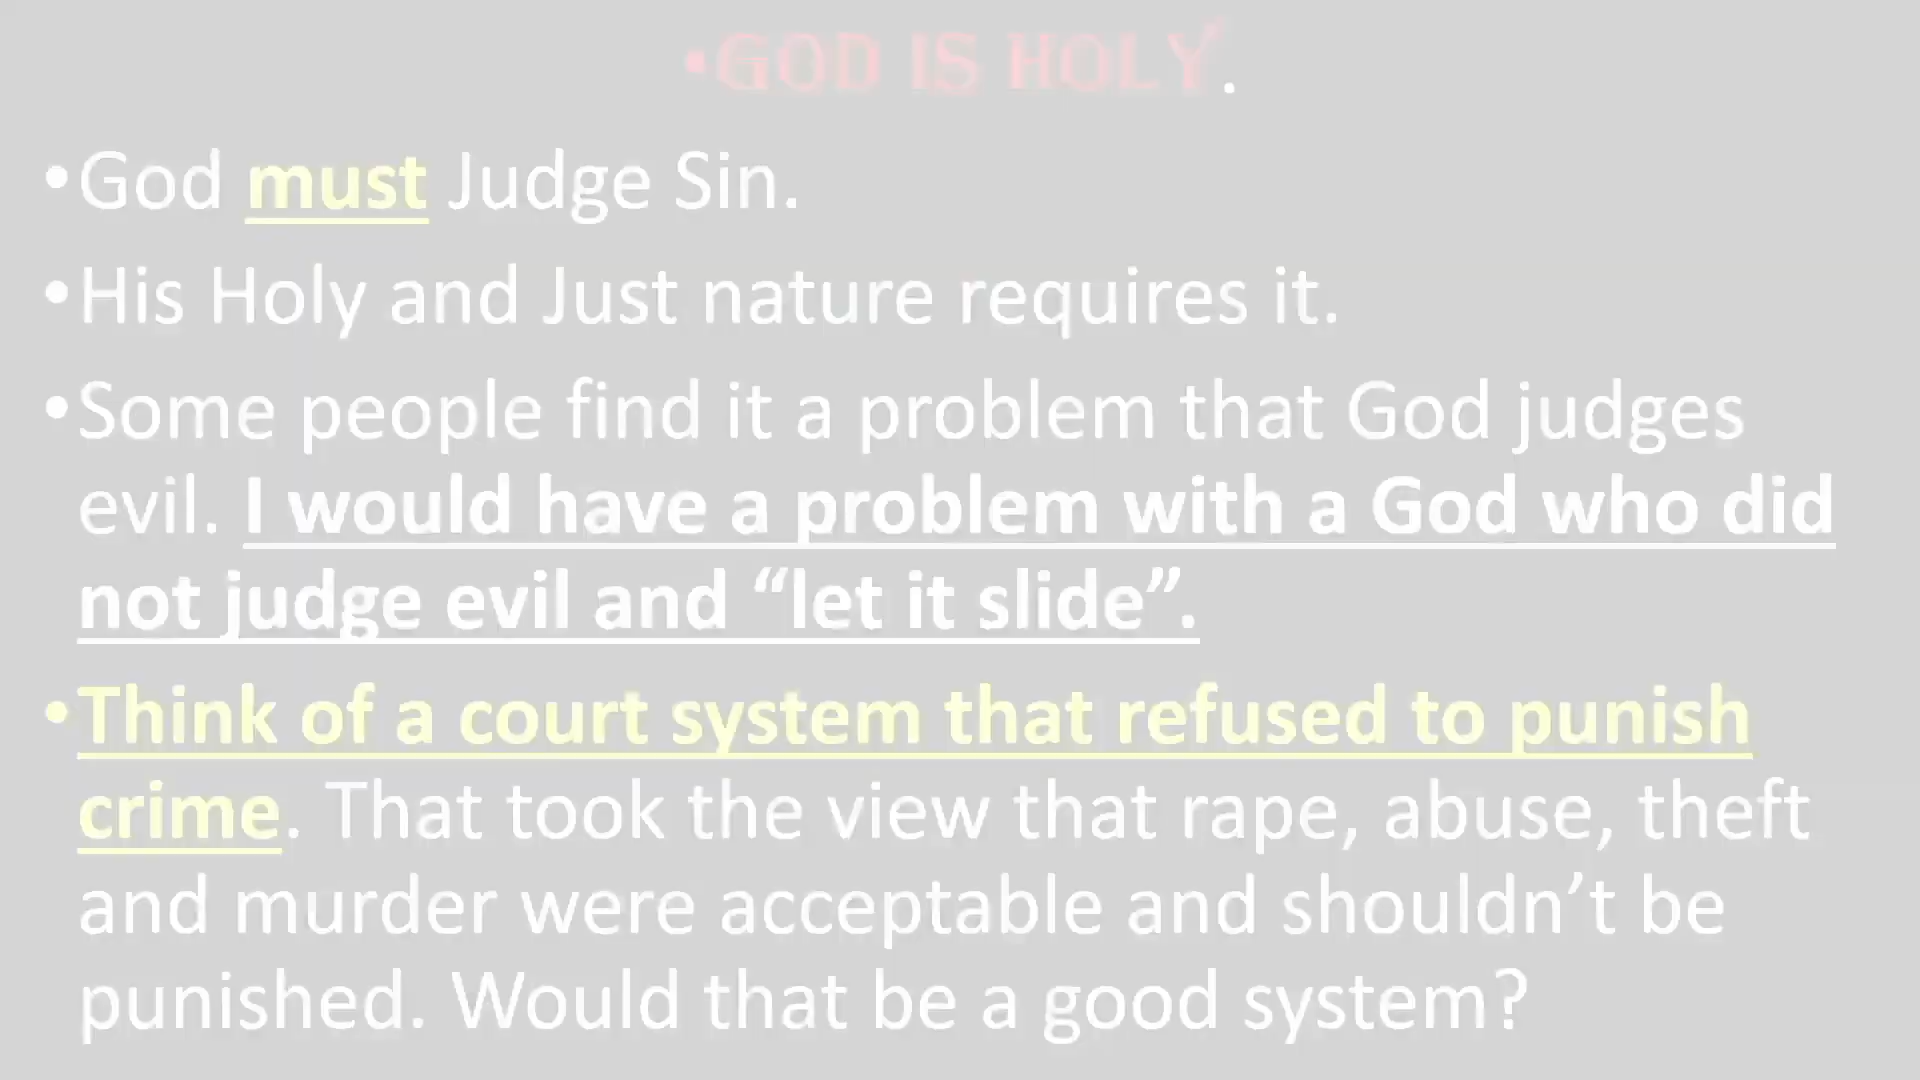 •GOD IS HOLY.
•God must Judge Sin.
•His Holy and Just nature requires it.
•Some people find it a problem that God judges
evil. I would have a problem with a God who did
not judge evil and “let it slide”.
•Think of a court system that refused to punish
crime. That took the view that rape, abuse, theft
and murder were acceptable and shouldn’t be
punished. Would that be a good system?